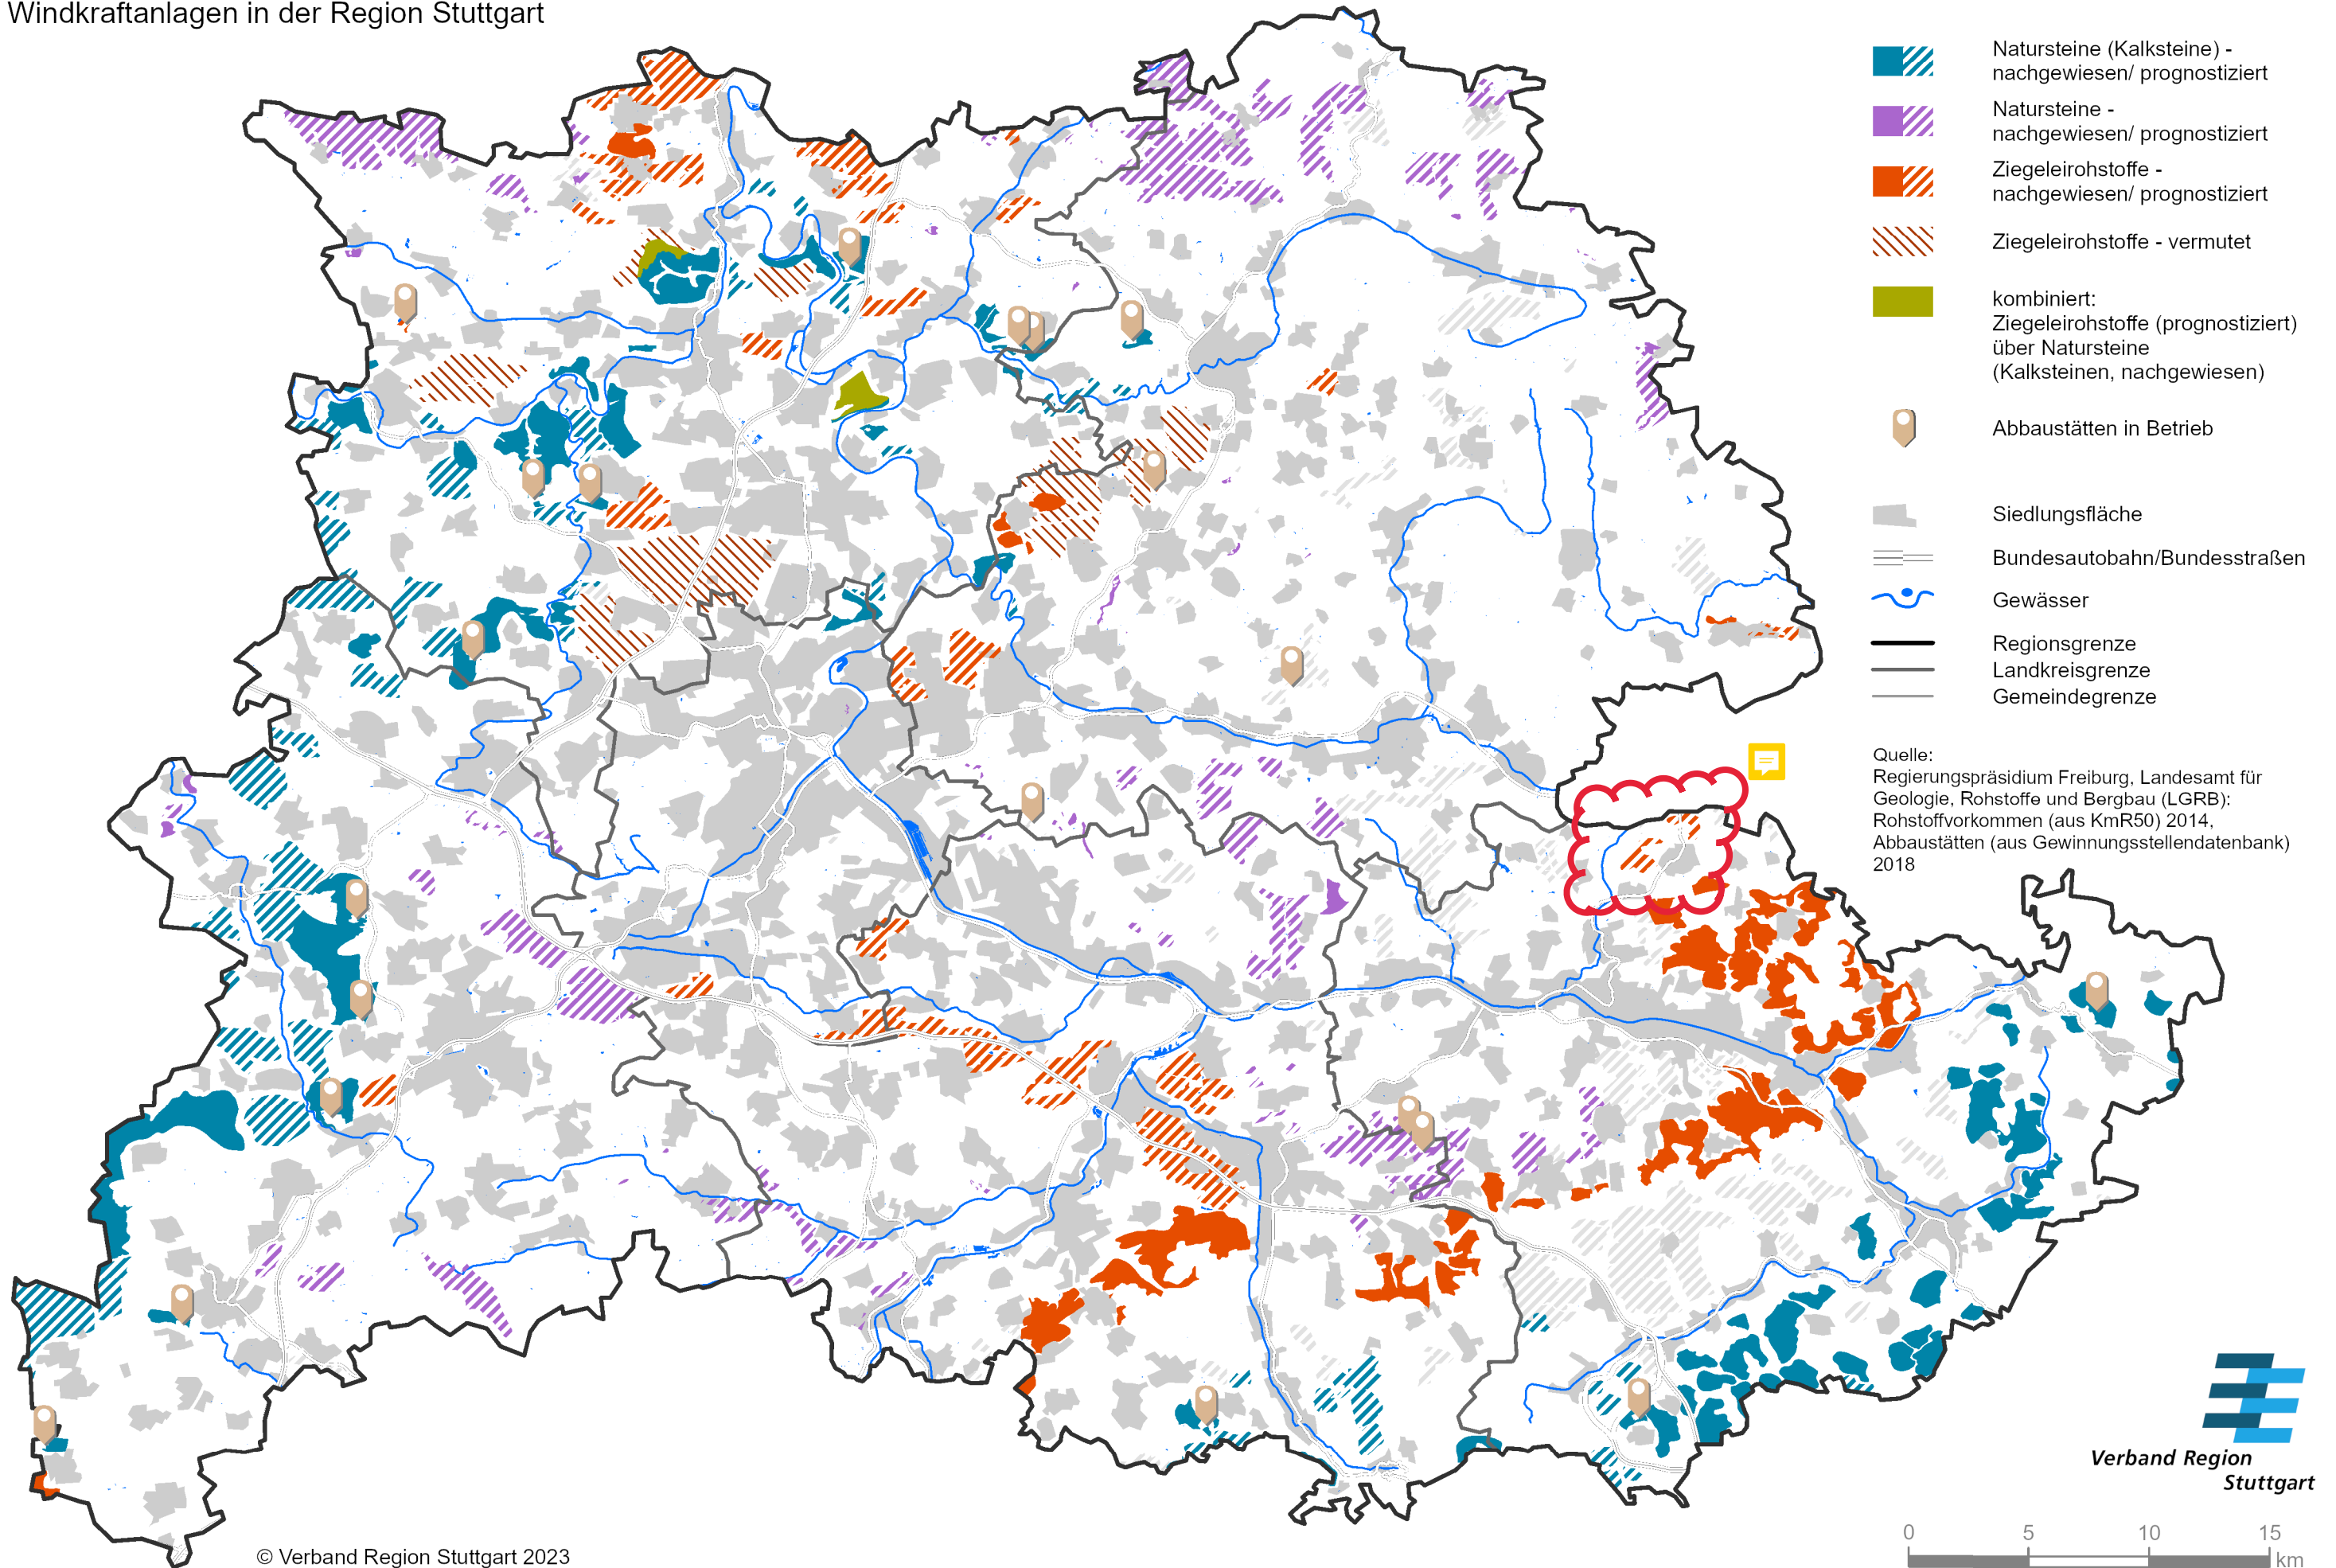 Windkraftanlagen in der Region Stuttgart
Natursteine (Kalksteine) -
nachgewiesen/ prognostiziert
Natursteine -
nachgewiesen/ prognostiziert
Ziegeleirohstoffe -
nachgewiesen/ prognostiziert
Ziegeleirohstoffe - vermutet
kombiniert:
Ziegeleirohstoffe (prognostiziert)
über Natursteine
(Kalksteinen, nachgewiesen)
Abbaustätten in Betrieb
Siedlungsfläche
Bundesautobahn/Bundesstraßen
Gewässer
Regionsgrenze
Landkreisgrenze
Gemeindegrenze
Quelle:
Regierungspräsidium Freiburg, Landesamt für
Geologie, Rohstoffe und Bergbau (LGRB):
Rohstoffvorkommen (aus KmR50) 2014,
Abbaustätten (aus Gewinnungsstellendatenbank)
2018
Verband Region
Stuttgart
0 5 10 15
km
© Verband Region Stuttgart 2023